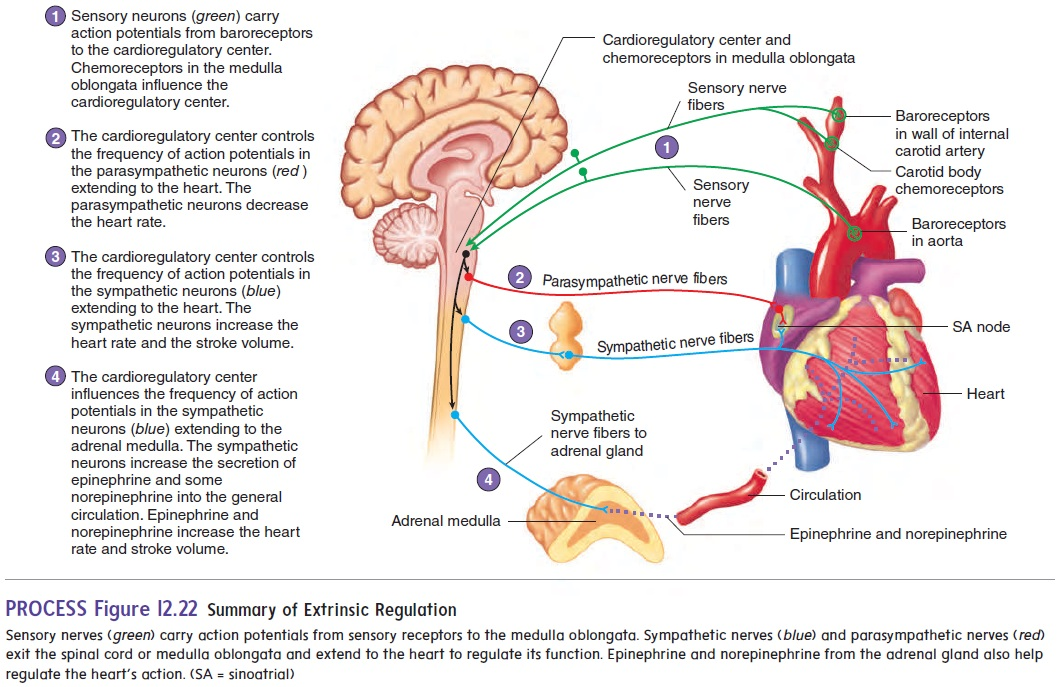 1 Sensory neurons (green) carry
action potentials from baroreceptors
to the cardioregulatory center.
Chemoreceptors in the medulla
oblongata influence the
cardioregulatory center.
2 The cardioregulatory center controls
the frequency of action potentials in
the parasympathetic neurons (red )
extending to the heart. The
parasympathetic neurons decrease
the heart rate.
3 The cardioregulatory center controls
the frequency of action potentials in
the sympathetic neurons (blue)
extending to the heart. The
sympathetic neurons increase the
heart rate and the stroke volume.
4 The cardioregulatory center
influences the frequency of action
potentials in the sympathetic
neurons (blue) extending to the
adrenal medulla. The sympathetic
neurons increase the secretion of
epinephrine and some
norepinephrine into the general
circulation. Epinephrine and
norepinephrine increase the heart
rate and stroke volume.
Cardioregulatory center and
chemoreceptors in medulla oblongata
Sensory nerve
fibers
1
Baroreceptors
in wall of internal
carotid artery
Carotid body
chemoreceptors
Sensory
nerve
fibers
Baroreceptors
in aorta
2
Parasympathetic nerve fibers
3
Sympathetic nerve fibers
SA node
Heart
Sympathetic
nerve fibers to
adrenal gland
4
Circulation
Adrenal medulla
Epinephrine and norepinephrine
PROCESS Figure 12.22 Summary of Extrinsic Regulation
Sensory nerves (green) carry action potentials from sensory receptors to the medulla oblongata. Sympathetic nerves (blue) and parasympathetic nerves (red)
exit the spinal cord or medulla oblongata and extend to the heart to regulate its function. Epinephrine and norepinephrine from the adrenal gland also help
regulate the heart's action. (SA = sinoatrial)